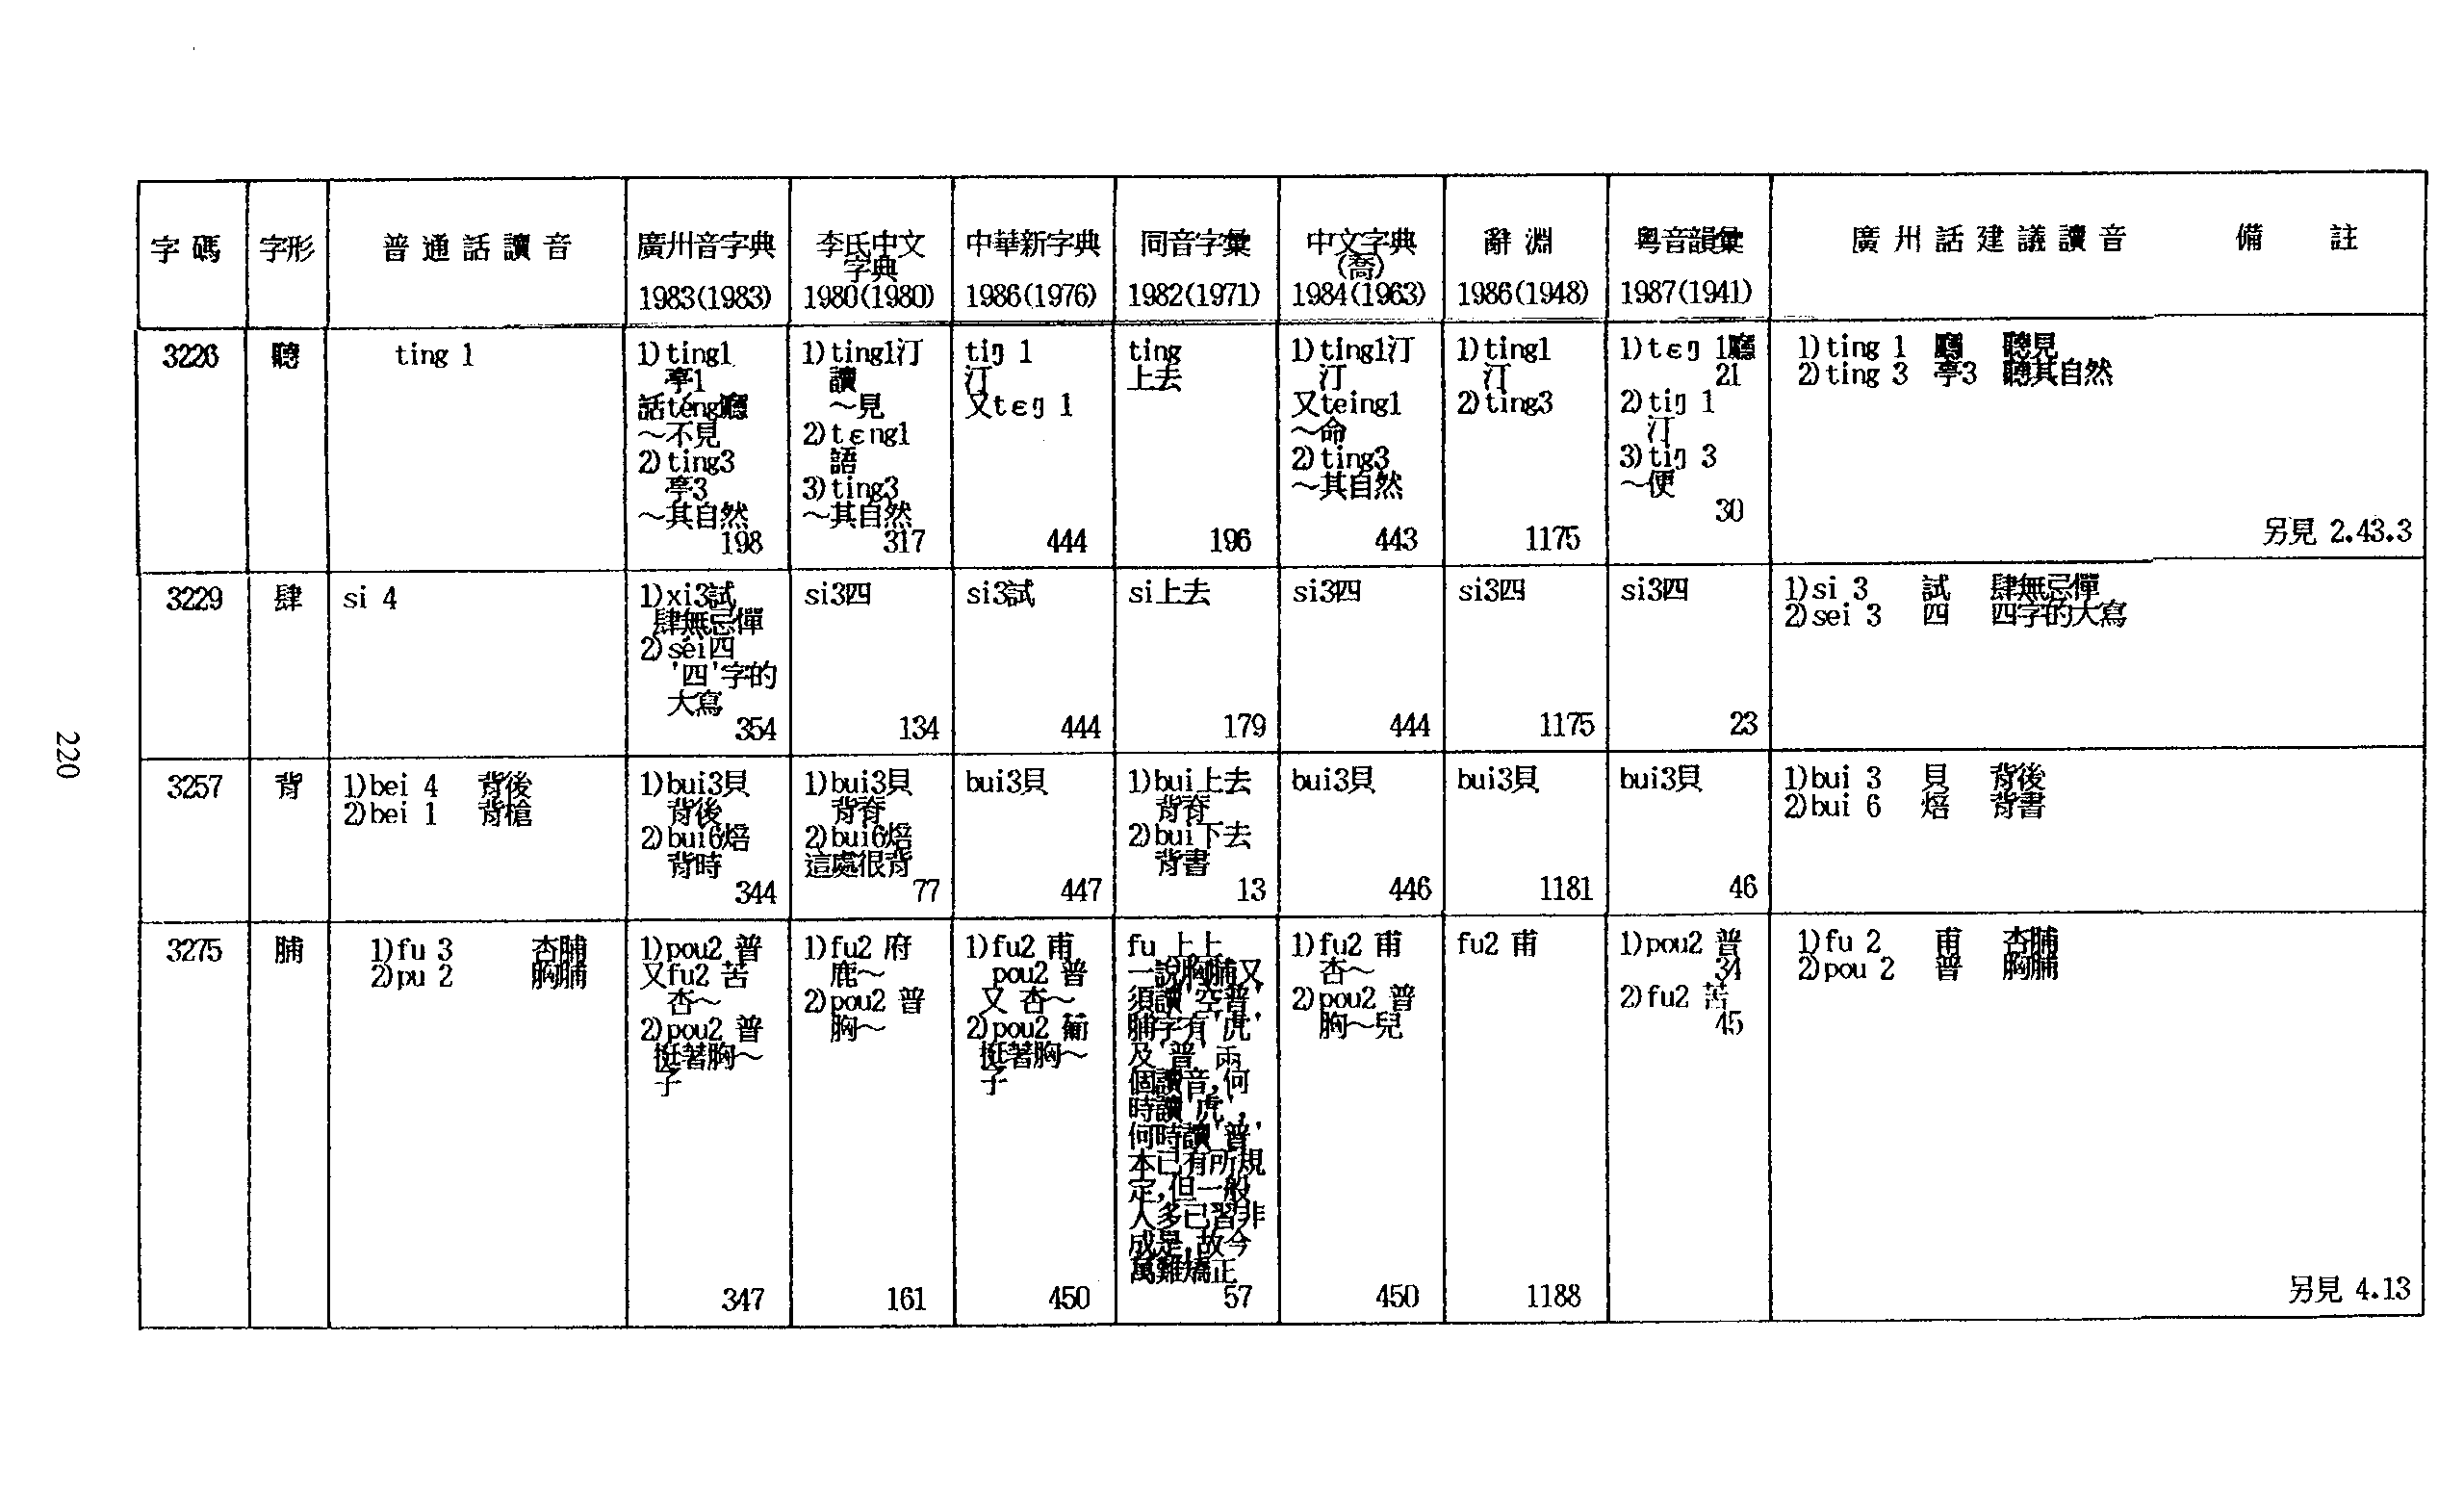 字碼
字形
普通話讀音
廣州音字典
1983(1983)
李氏中文
字典
1980(1980)
中華新字典
1986(1976)
同音字彙
1982(1971)
中文字典
(喬)
1984(1963)
辭淵
1986(1948)
粵音韻彙
1987(1941)
廣州話建議讀音
備註
3226
聽
ting 1
1)ting1
亭1
話téng廳
～不見
2)ting3
亭3
～其自然
198
1)ting1汀
讀
～見
2)tɛng1
語
3)ting3
～其自然
317
tiŋ 1
汀
又tɛŋ 1
444
ting
上去
196
1)ting1汀
汀
又teing1
～命
2)ting3
～其自然
443
1)ting1
汀
2)ting3
1175
1)tɛŋ 1廳
21
2)tiŋ 1
汀
3)tiŋ 3
～便
30
1)ting 1 廳 聽見
2)ting 3 亭3 聽其自然
另見 2.43.3
3229
肆
si 4
1)xi3試
肆無忌憚
2)séi四
'四'字的
大寫
354
si3四
134
si3試
444
si上去
179
si3四
444
si3四
1175
si3四
23
1)si 3 試 肆無忌憚
2)sei 3 四 四字的大寫
3257
背
1)bei 4 背後
2)bei 1 背槍
1)bui3貝
背後
2)bui6焙
背時
344
1)bui3貝
背脊
2)bui6焙
這處很背
77
bui3貝
447
1)bui上去
背脊
2)bui下去
背書
13
bui3貝
446
bui3貝
1181
bui3貝
46
1)bui 3 貝 背後
2)bui 6 焙 背書
3275
脯
1)fu 3 杏脯
2)pu 2 胸脯
1)pou2 普
又fu2 苦
杏～
2)pou2 普
挺著胸～
子
347
1)fu2 府
鹿～
2)pou2 普
胸～
161
1)fu2 甫
pou2 普
又 杏～
2)pou2 葡
挺著胸～
子
450
fu 上上
一說'胸脯'又
須讀'空普'
脯字有'虎'
及'普'兩
個讀音,何
時讀'虎',
何時讀'普'
本已有所規
定,但一般
人多已習非
成是,故今
萬難矯正
57
1)fu2 甫
杏～
2)pou2 普
胸～兒
450
fu2 甫
1188
1)pou2 普
34
2)fu2 苦
45
1)fu 2 甫 杏脯
2)pou 2 普 胸脯
另見 4.13
220